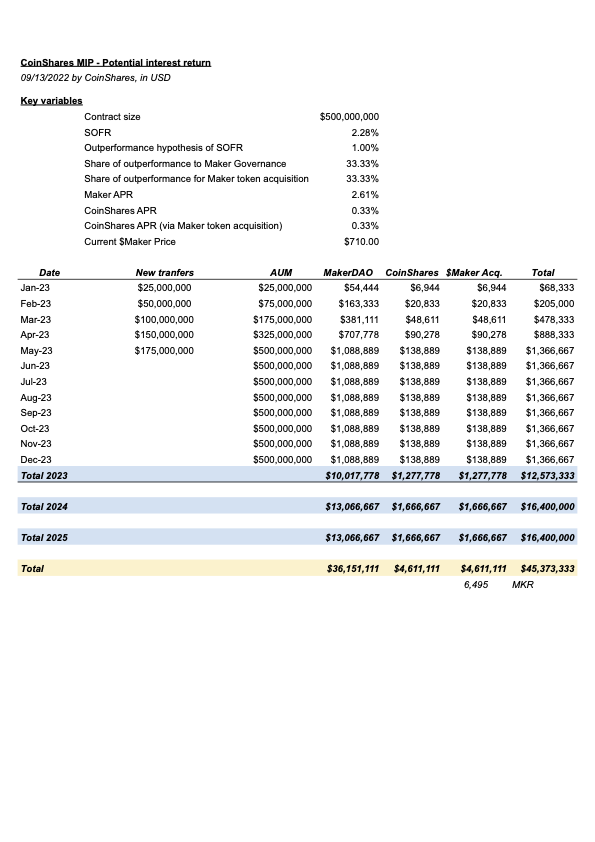 CoinShares MIP - Potential interest return
09/13/2022 by CoinShares, in USD
Key variables
Contract size $500,000,000
SOFR 2.28%
Outperformance hypothesis of SOFR 1.00%
Share of outperformance to Maker Governance 33.33%
Share of outperformance for Maker token acquisition 33.33%
Maker APR 2.61%
CoinShares APR 0.33%
CoinShares APR (via Maker token acquisition) 0.33%
Current $Maker Price $710.00
Date New tranfers AUM MakerDAO CoinShares $Maker Acq. Total
Jan-23 $25,000,000 $25,000,000 $54,444 $6,944 $6,944 $68,333
Feb-23 $50,000,000 $75,000,000 $163,333 $20,833 $20,833 $205,000
Mar-23 $100,000,000 $175,000,000 $381,111 $48,611 $48,611 $478,333
Apr-23 $150,000,000 $325,000,000 $707,778 $90,278 $90,278 $888,333
May-23 $175,000,000 $500,000,000 $1,088,889 $138,889 $138,889 $1,366,667
Jun-23 $500,000,000 $1,088,889 $138,889 $138,889 $1,366,667
Jul-23 $500,000,000 $1,088,889 $138,889 $138,889 $1,366,667
Aug-23 $500,000,000 $1,088,889 $138,889 $138,889 $1,366,667
Sep-23 $500,000,000 $1,088,889 $138,889 $138,889 $1,366,667
Oct-23 $500,000,000 $1,088,889 $138,889 $138,889 $1,366,667
Nov-23 $500,000,000 $1,088,889 $138,889 $138,889 $1,366,667
Dec-23 $500,000,000 $1,088,889 $138,889 $138,889 $1,366,667
Total 2023 $10,017,778 $1,277,778 $1,277,778 $12,573,333
Total 2024 $13,066,667 $1,666,667 $1,666,667 $16,400,000
Total 2025 $13,066,667 $1,666,667 $1,666,667 $16,400,000
Total $36,151,111 $4,611,111 $4,611,111 $45,373,333
6,495 MKR